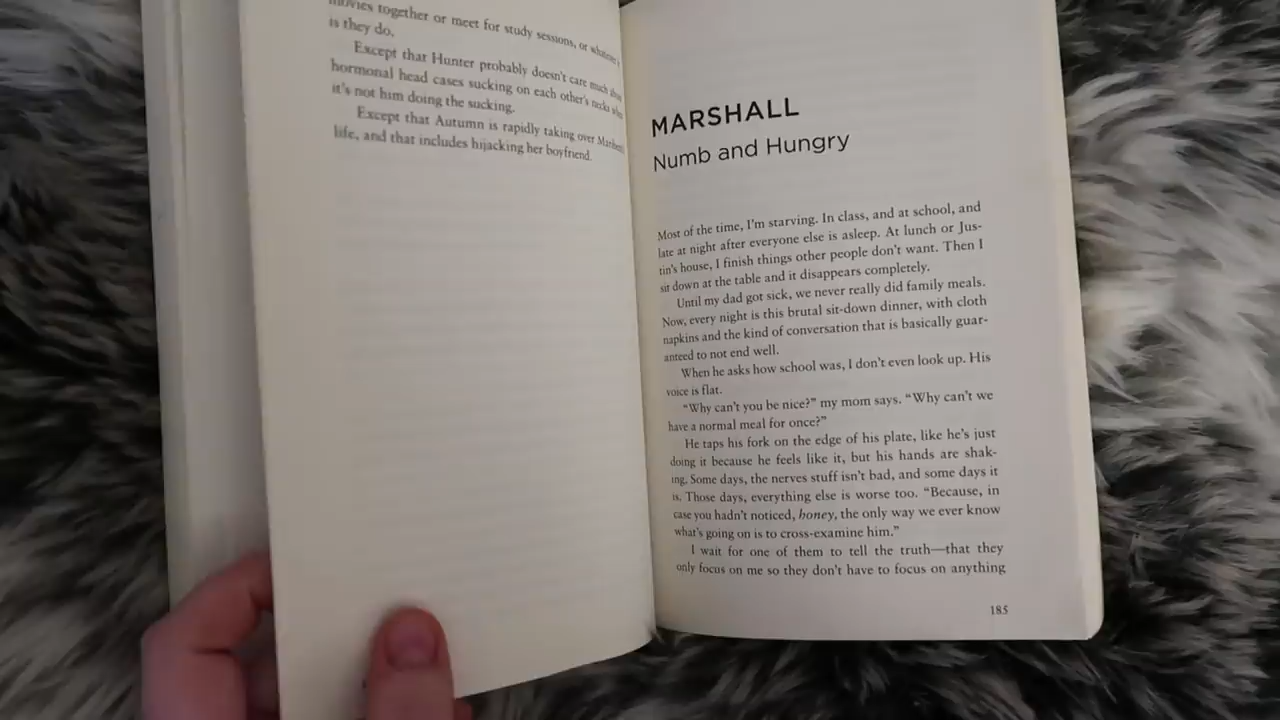 movies together or meet for study sessions, or whatever
is they do.
Except that Hunter probably doesn't care much about
hormonal head cases sucking on each other's necks when
it's not him doing the sucking.
Except that Autumn is rapidly taking over
life, and that includes hijacking her boyfriend.
MARSHALL
Numb and Hungry
Most of the time, I'm starving. In class, and at school, and
late at night after everyone else is asleep. At lunch or Jus-
tin's house, I finish things other people don't want. Then I
sit down at the table and it disappears completely.
Until my dad got sick, we never really did family meals.
Now, every night is this brutal sit-down dinner, with cloth
napkins and the kind of conversation that is basically guar-
anteed to not end well.
When he asks how school was, I don't even look up. His
voice is flat.
"Why can't you be nice?" my mom says. "Why can't we
have a normal meal for once?"
He taps his fork on the edge of his plate, like he's just
doing it because he feels like it, but his hands are shak-
ing. Some days, the nerves stuff isn't bad, and some days it
is. Those days, everything else is worse too. "Because, in
case you hadn't noticed, honey, the only way we ever know
what's going on is to cross-examine him."
I wait for one of them to tell the truth—that they
only focus on me so they don't have to focus on anything
185